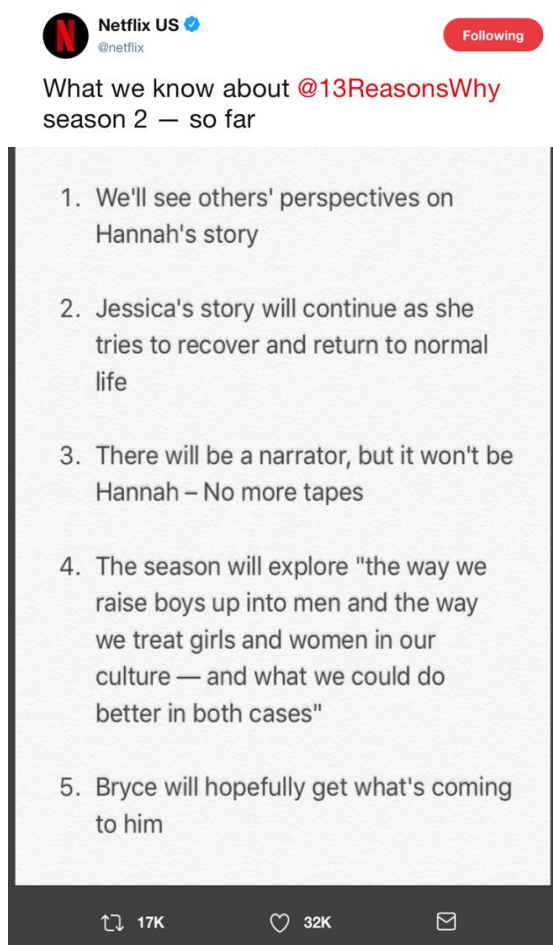 Netflix US
@netflix
Following
What we know about @13ReasonsWhy
season 2 — so far
1. We'll see others' perspectives on
Hannah's story
2. Jessica's story will continue as she
tries to recover and return to normal
life
3. There will be a narrator, but it won't be
Hannah – No more tapes
4. The season will explore "the way we
raise boys up into men and the way
we treat girls and women in our
culture — and what we could do
better in both cases"
5. Bryce will hopefully get what's coming
to him
17K
32K